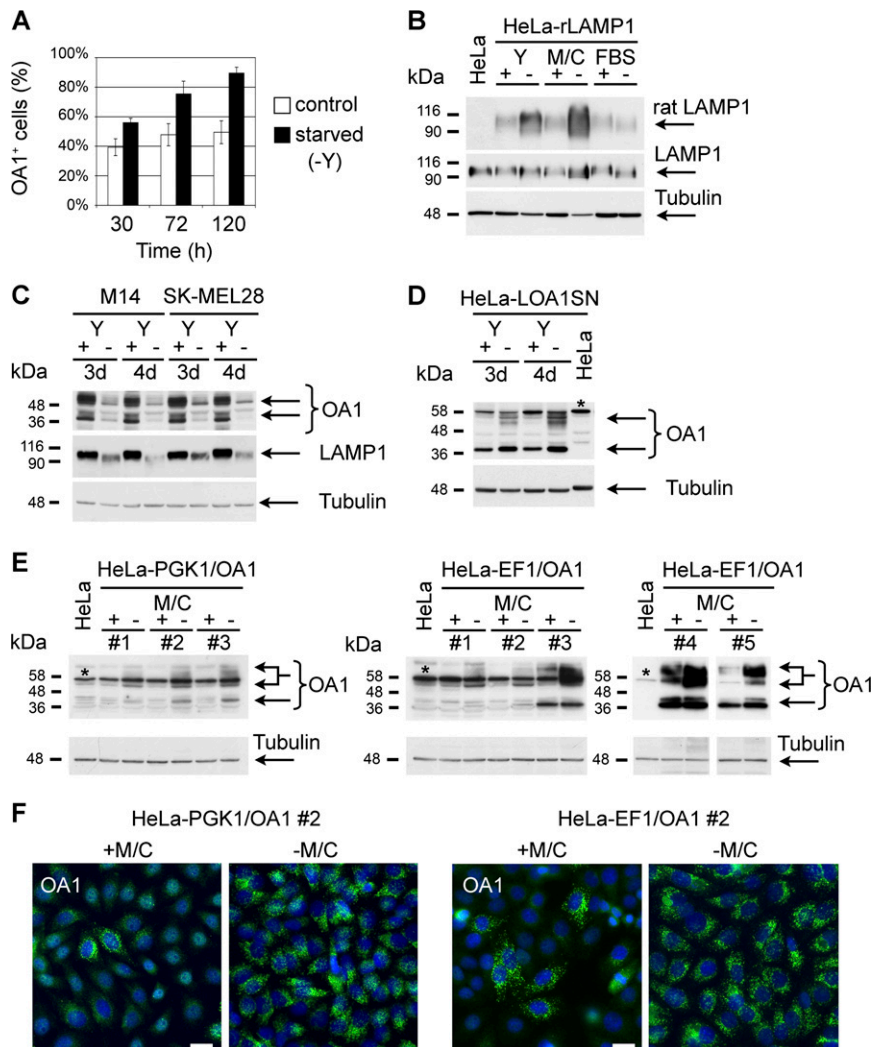 A
OA1+ cells (%)
100%
80%
60%
40%
20%
0%
30 72 120
Time (h)
control
starved
(-Y)
B
HeLa-rLAMP1
HeLa
Y M/C FBS
+ - + - + -
kDa
116
90
rat LAMP1
116
90
LAMP1
48
Tubulin
C
M14 SK-MEL28
Y Y Y Y
+ - + - + - + -
3d 4d 3d 4d
kDa
48
36
OA1
116
90
LAMP1
48
Tubulin
D
HeLa-LOA1SN
Y Y
+ - + -
3d 4d
HeLa
kDa
*
58
48
36
OA1
48
Tubulin
E
HeLa-PGK1/OA1
HeLa
M/C
+ - + - + -
#1 #2 #3
kDa
*
58
48
36
OA1
48
Tubulin
HeLa-EF1/OA1
HeLa
M/C
+ - + - + -
#1 #2 #3
kDa
*
58
48
36
48
HeLa-EF1/OA1
HeLa
M/C
+ - + -
#4 #5
*
58
48
36
OA1
48
Tubulin
F
HeLa-PGK1/OA1 #2
+M/C -M/C
OA1
HeLa-EF1/OA1 #2
+M/C -M/C
OA1